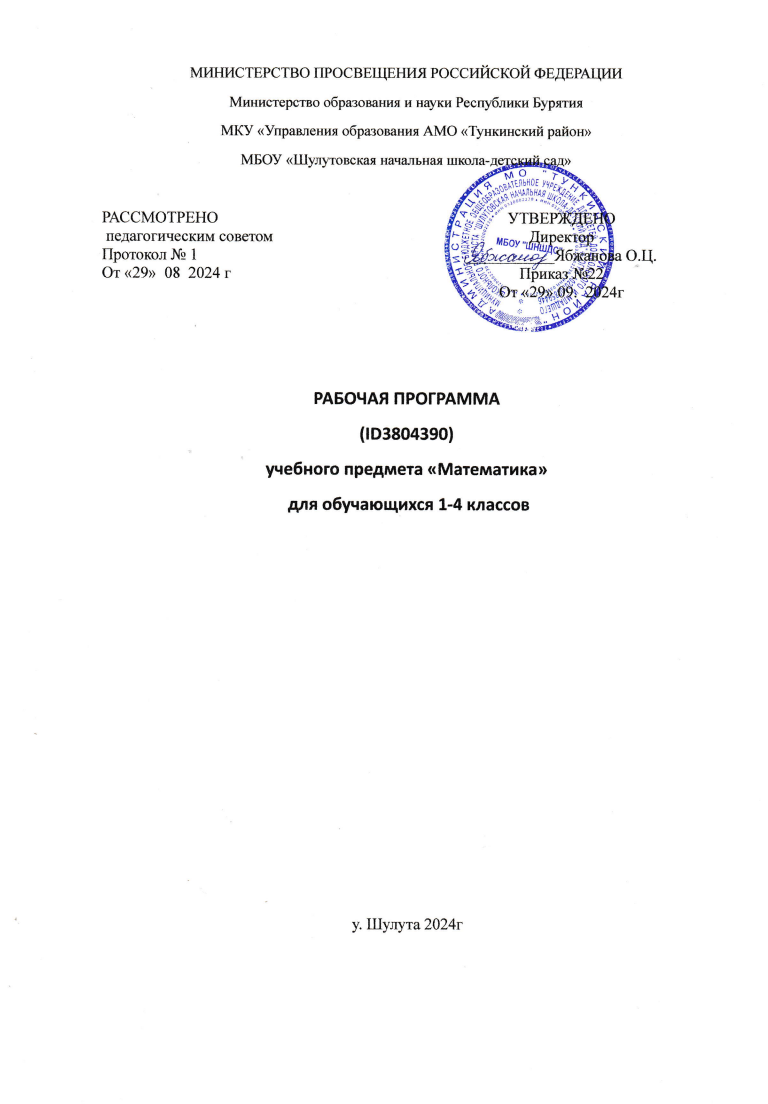 МИНИСТЕРСТВО ПРОСВЕЩЕНИЯ РОССИЙСКОЙ ФЕДЕРАЦИИ
Министерство образования и науки Республики Бурятия
МКУ «Управления образования АМО «Тункинский район»
МБОУ «Шулутовская начальная школа-детский сад»
РАССМОТРЕНО
педагогическим советом
Протокол № 1
От «29» 08 2024 г
УТВЕРЖДЕНО
Директор
Ябжанова О.Ц.
Приказ №22
От «29» 09. 2024г
МБОУ "ШНШДС"
РАБОЧАЯ ПРОГРАММА
(ID3804390)
учебного предмета «Математика»
для обучающихся 1-4 классов
у. Шулута 2024г